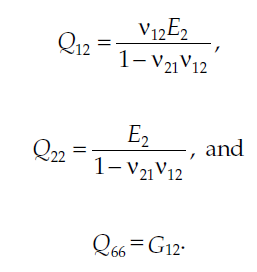 Q₁₂ = ν₁₂E₂ / 1 − ν₂₁ν₁₂ ,
Q₂₂ = E₂ / 1 − ν₂₁ν₁₂ , and
Q₆₆ = G₁₂.